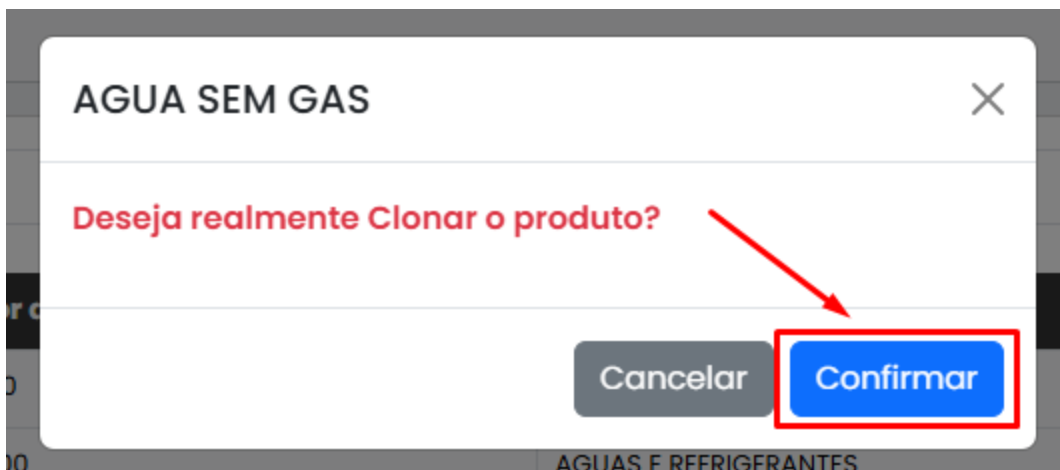 AGUA SEM GAS
Deseja realmente Clonar o produto?
Cancelar
Confirmar
AGUAS E REFRIGERANTES